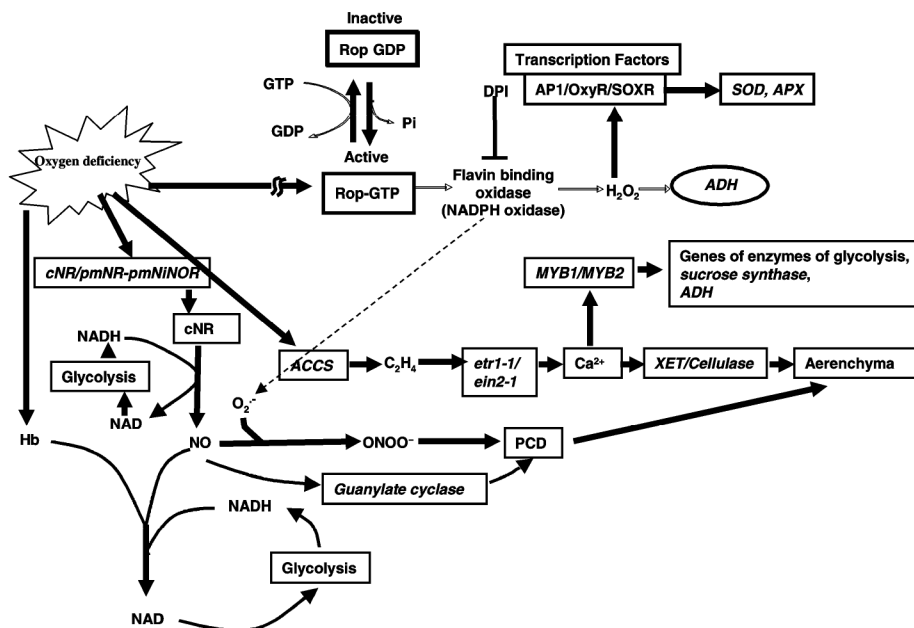 Inactive
Rop GDP
GTP
GDP
Pi
Active
Rop-GTP
Oxygen deficiency
DPI
Flavin binding
oxidase
(NADPH oxidase)
Transcription Factors
AP1/OxyR/SOXR
SOD, APX
H₂O₂
ADH
cNR/pmNR-pmNiNOR
cNR
NADH
Glycolysis
NAD
MYB1/MYB2
Genes of enzymes of glycolysis,
sucrose synthase,
ADH
ACCS
C₂H₄
etr1-1/
ein2-1
Ca²⁺
XET/Cellulase
Aerenchyma
O₂·⁻
Hb
NO
ONOO⁻
PCD
Guanylate cyclase
NADH
Glycolysis
NAD